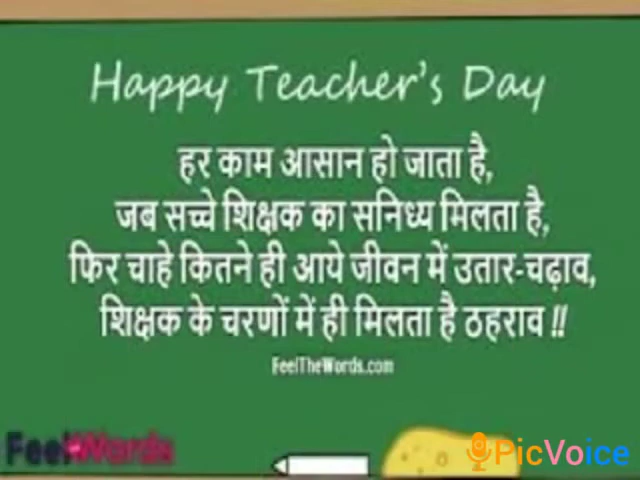 Happy Teacher's Day
हर काम आसान हो जाता है,
जब सच्चे शिक्षक का सनिध्य मिलता है,
फिर चाहे कितने ही आये जीवन में उतार-चढ़ाव,
शिक्षक के चरणों में ही मिलता है ठहराव !!
FeelTheWords.com
FeelWords
PicVoice